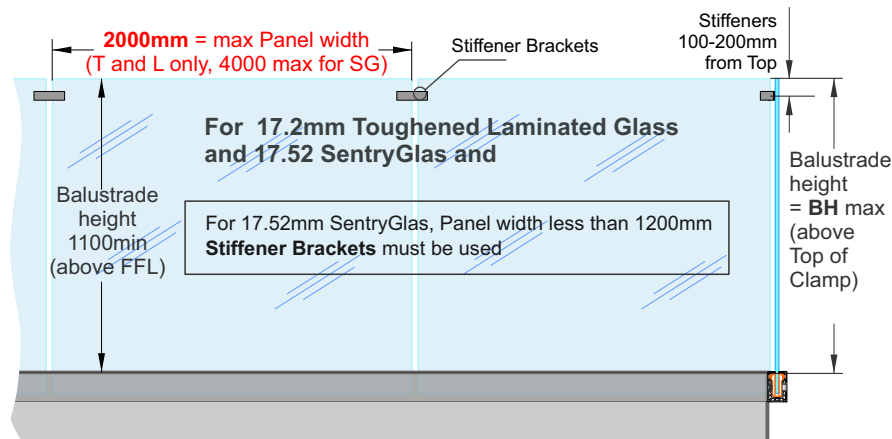 2000mm = max Panel width
(T and L only, 4000 max for SG)
Stiffener Brackets
Stiffeners
100-200mm
from Top
For 17.2mm Toughened Laminated Glass
and 17.52 SentryGlas and
Balustrade
height
1100min
(above FFL)
For 17.52mm SentryGlas, Panel width less than 1200mm
Stiffener Brackets must be used
Balustrade
height
= BH max
(above
Top of
Clamp)